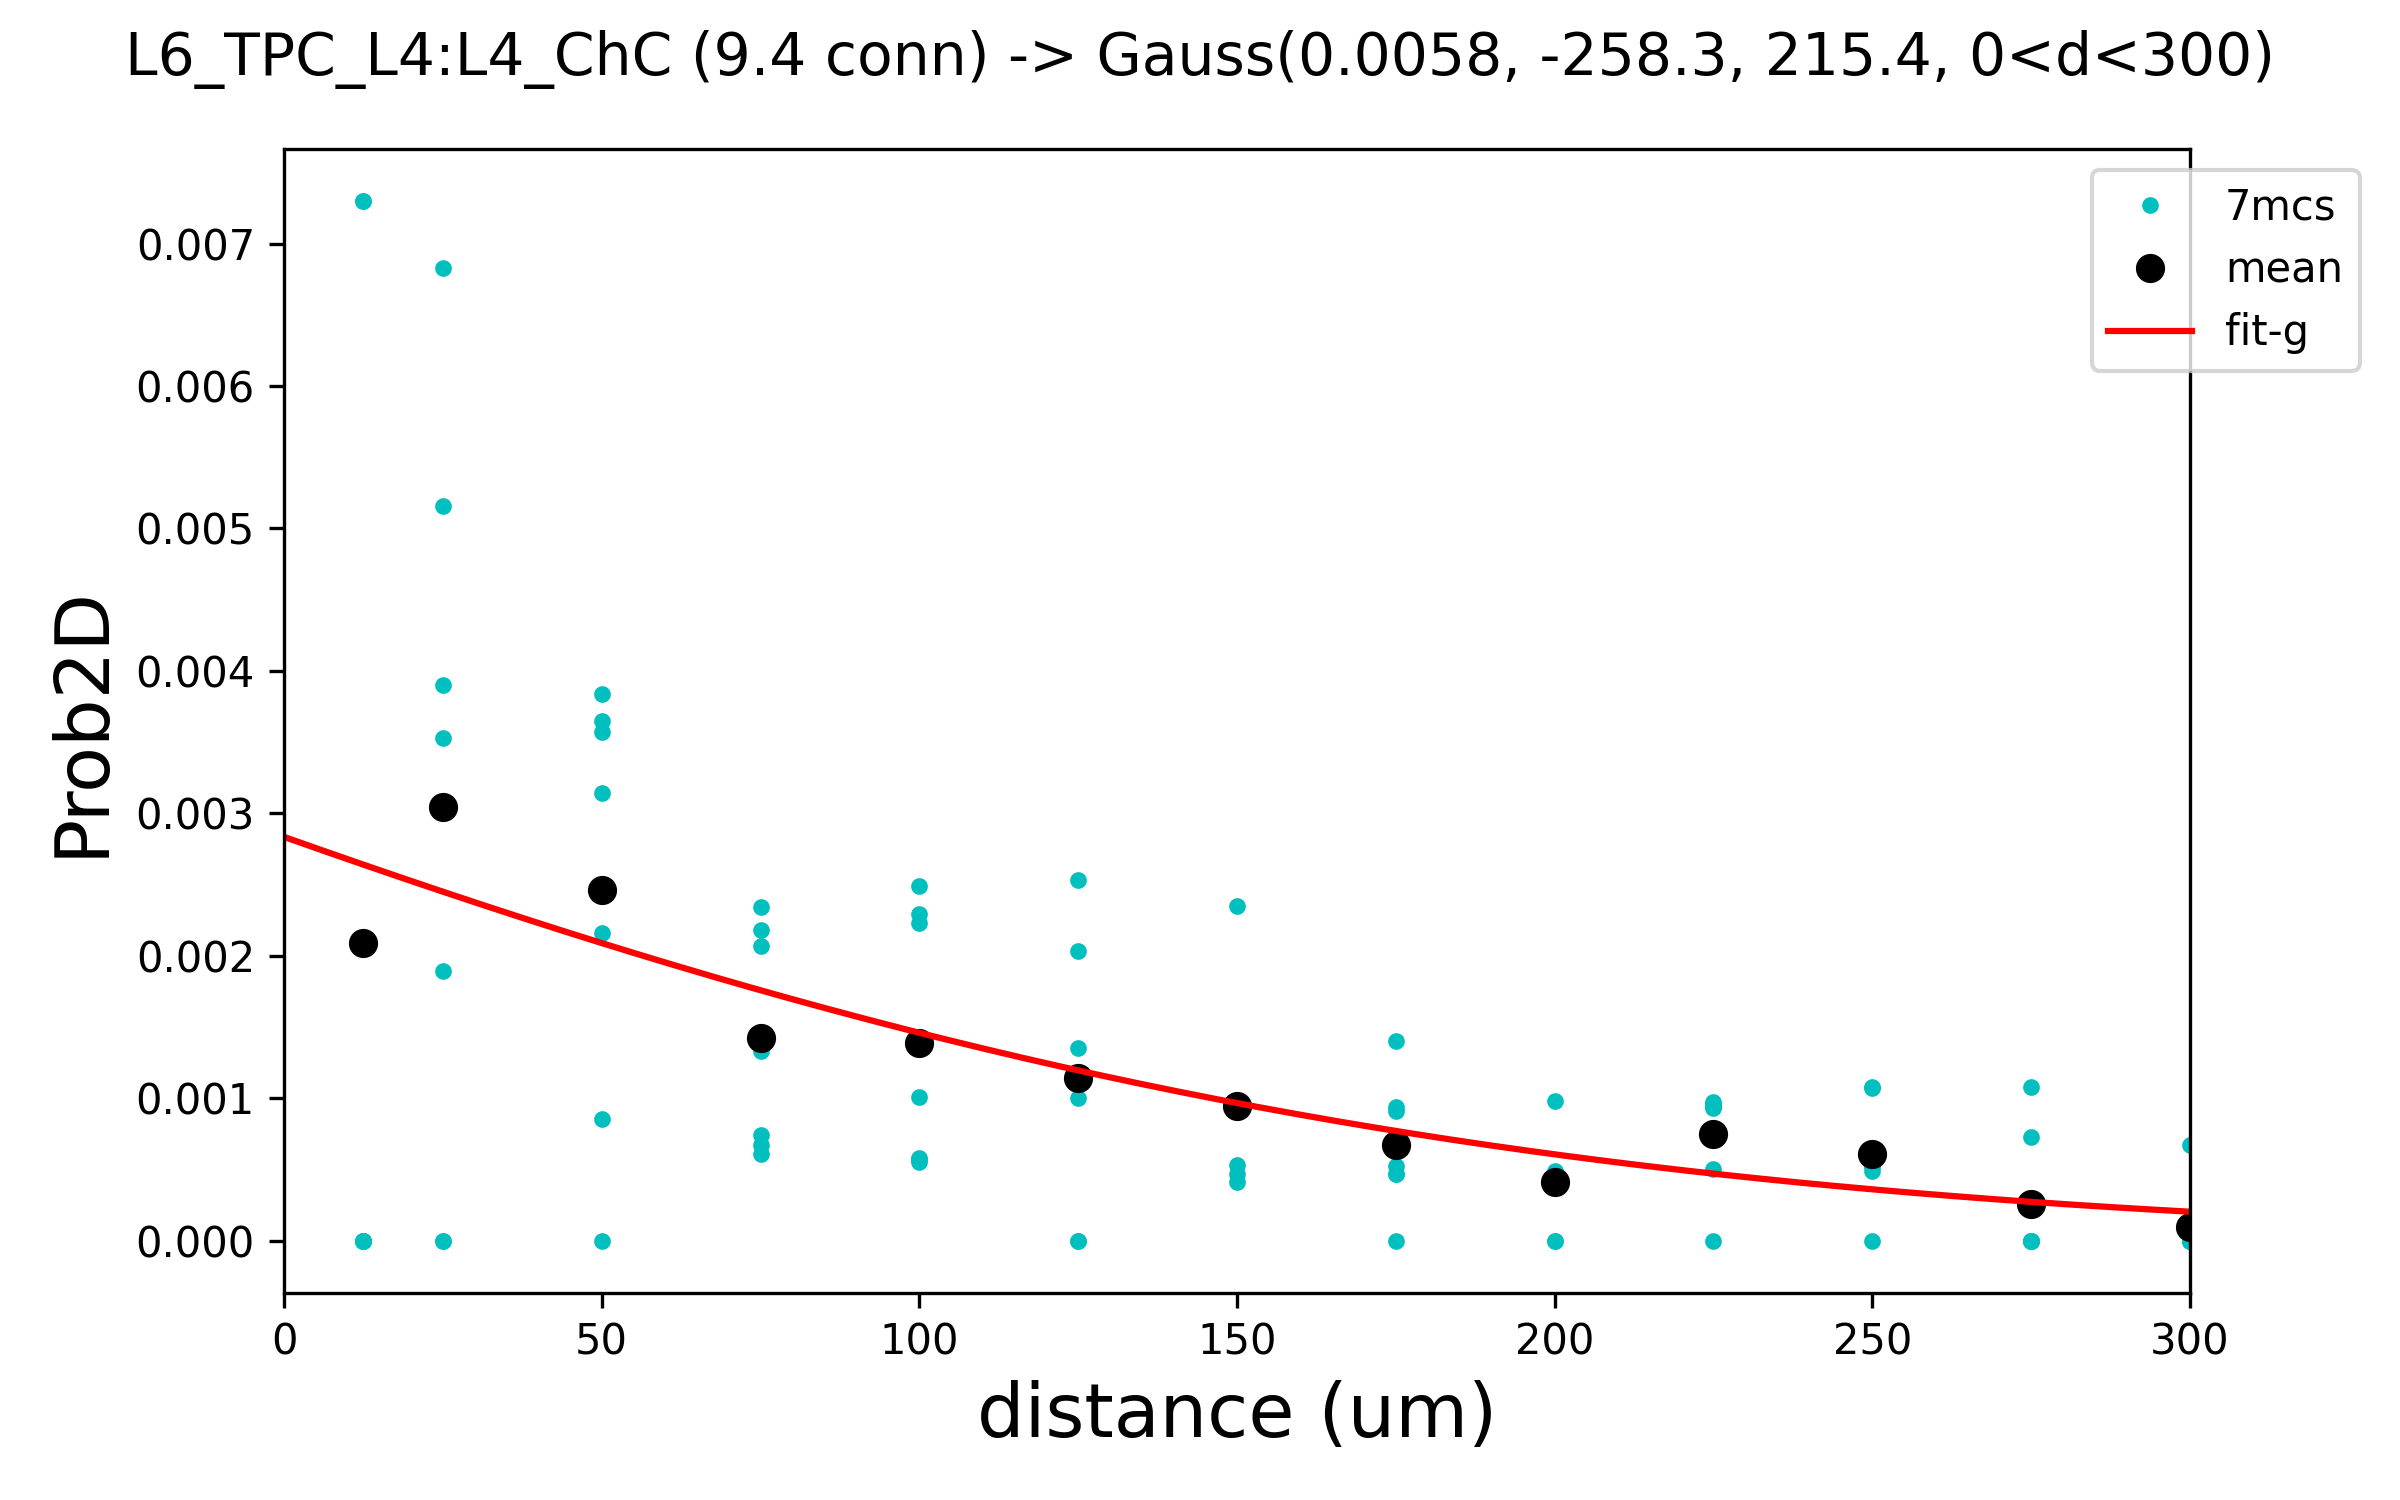 L6_TPC_L4:L4_ChC (9.4 conn) -> Gauss(0.0058, -258.3, 215.4, 0<d<300)
7mcs
mean
fit-g
0.007
0.006
0.005
0.004
0.003
0.002
0.001
0.000
Prob2D
0 50 100 150 200 250 300
distance (um)